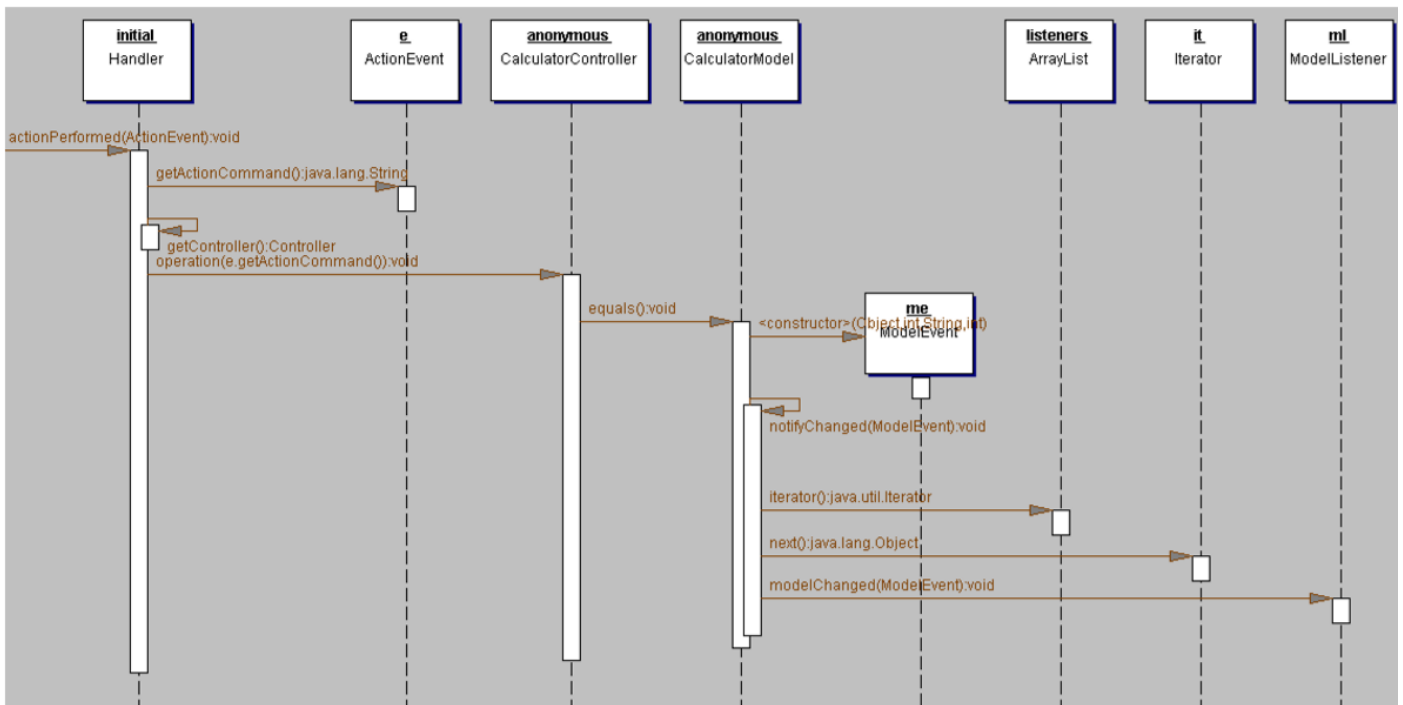 initial
Handler
e
ActionEvent
anonymous
CalculatorController
anonymous
CalculatorModel
listeners
ArrayList
it
Iterator
ml
ModelListener
actionPerformed(ActionEvent):void
getActionCommand():java.lang.String
getController():Controller
operation(e.getActionCommand()):void
equals():void
me
ModelEvent
<constructor>(Object,int,String,int)
notifyChanged(ModelEvent):void
iterator():java.util.Iterator
next():java.lang.Object
modelChanged(ModelEvent):void